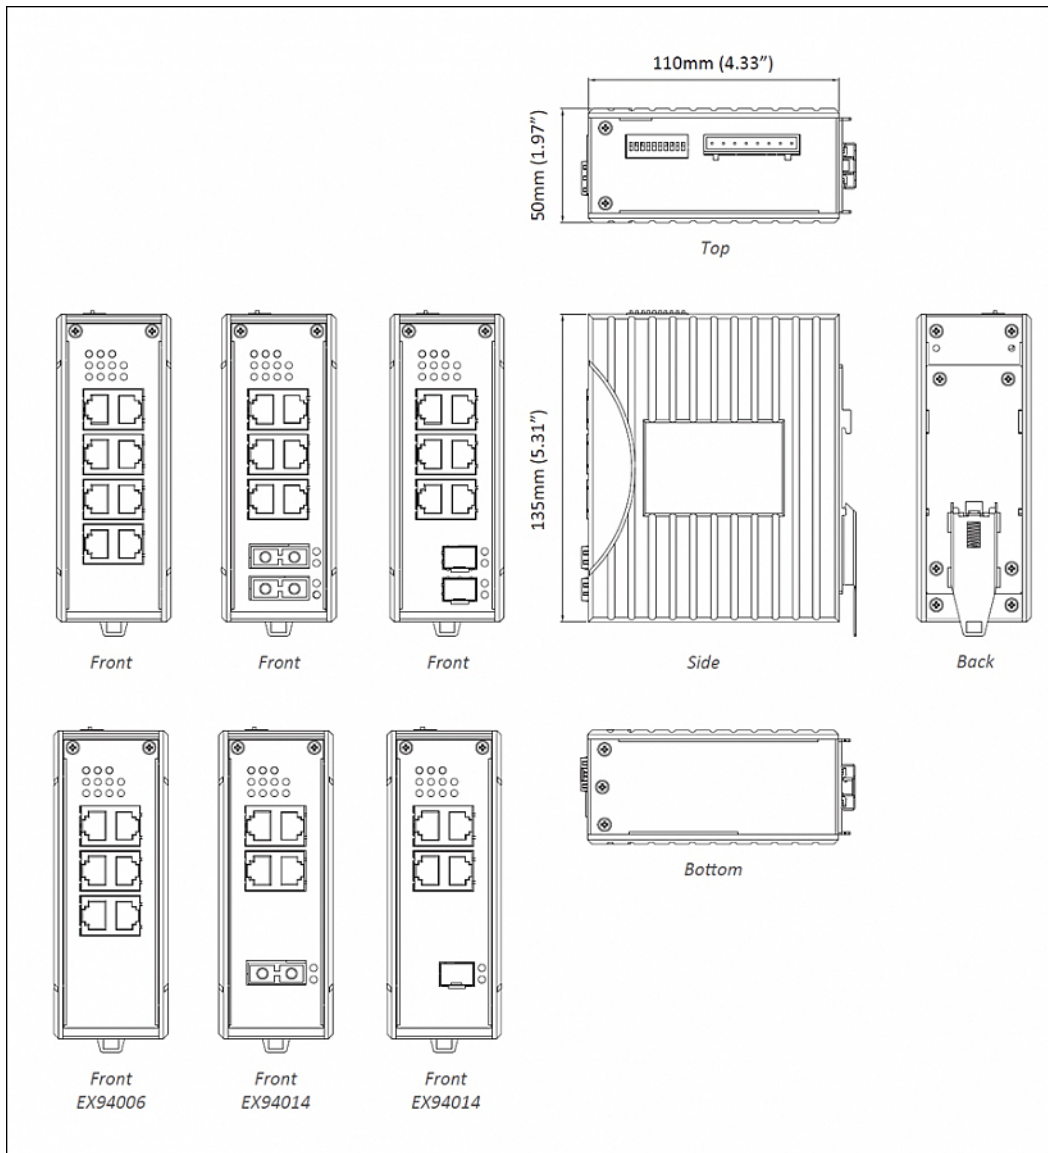 110mm (4.33”)
50mm (1.97”)
Top
135mm (5.31”)
Front
Front
Front
Side
Back
Bottom
Front
EX94006
Front
EX94014
Front
EX94014